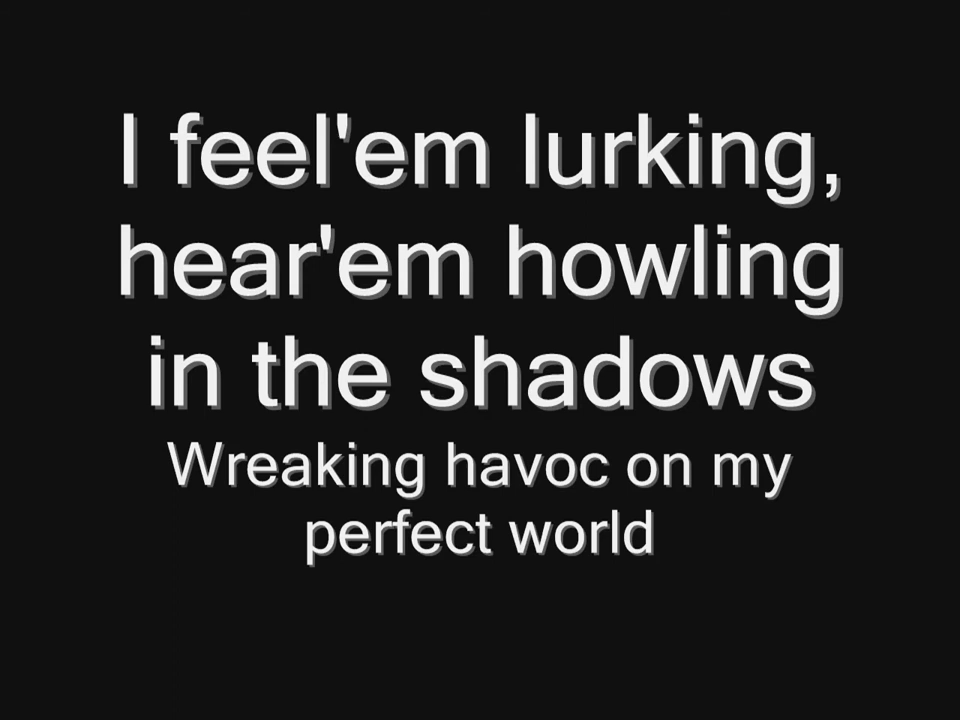 I feel'em lurking,
hear'em howling
in the shadows
Wreaking havoc on my
perfect world